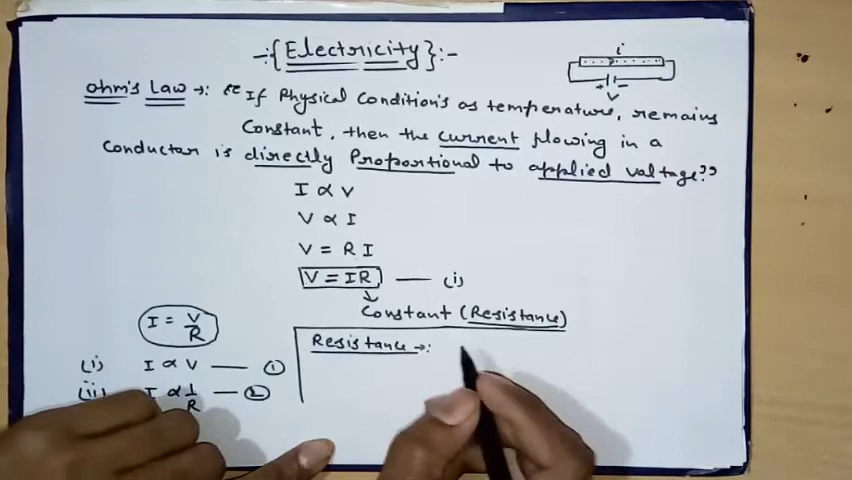 -:{Electricity}:-
i
V
Ohm's Law →: "If Physical Condition's as temperature, remains
Constant, then the current flowing in a
Conductor is directly Proportional to applied voltage."
I ∝ V
V ∝ I
V = R I
V = IR —— (i)
Constant (Resistance)
I = V/R
(i) I ∝ V —— ①
(ii) I ∝ 1/R — ②
Resistance →: